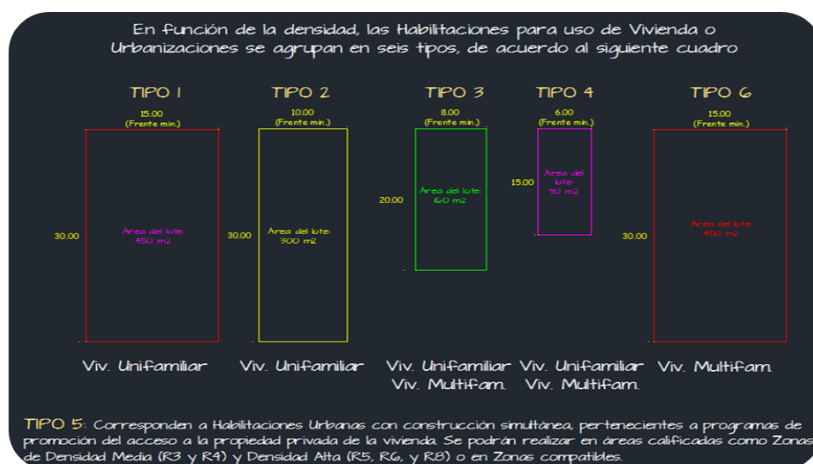 En función de la densidad, las Habilitaciones para uso de Vivienda o
Urbanizaciones se agrupan en seis tipos, de acuerdo al siguiente cuadro
TIPO 1
TIPO 2
TIPO 3
TIPO 4
TIPO 6
15.00
(Frente min.)
10.00
(Frente min.)
8.00
(Frente min.)
6.00
(Frente min.)
15.00
(Frente min.)
30.00
Area del lote:
450 m2
30.00
Area del lote:
300 m2
20.00
Area del lote:
160 m2
15.00
Area del
lote:
90 m2
30.00
Area del lote:
450 m2
Viv. Unifamiliar
Viv. Unifamiliar
Viv. Unifamiliar
Viv. Multifam.
Viv. Unifamiliar
Viv. Multifam.
Viv. Multifam.
TIPO 5: Corresponden a Habilitaciones Urbanas con construcción simultánea, pertenecientes a programas de
promoción del acceso a la propiedad privada de la vivienda. Se podrán realizar en áreas calificadas como Zonas
de Densidad Media (R3 y R4) y Densidad Alta (R5, R6, y R8) o en Zonas compatibles.